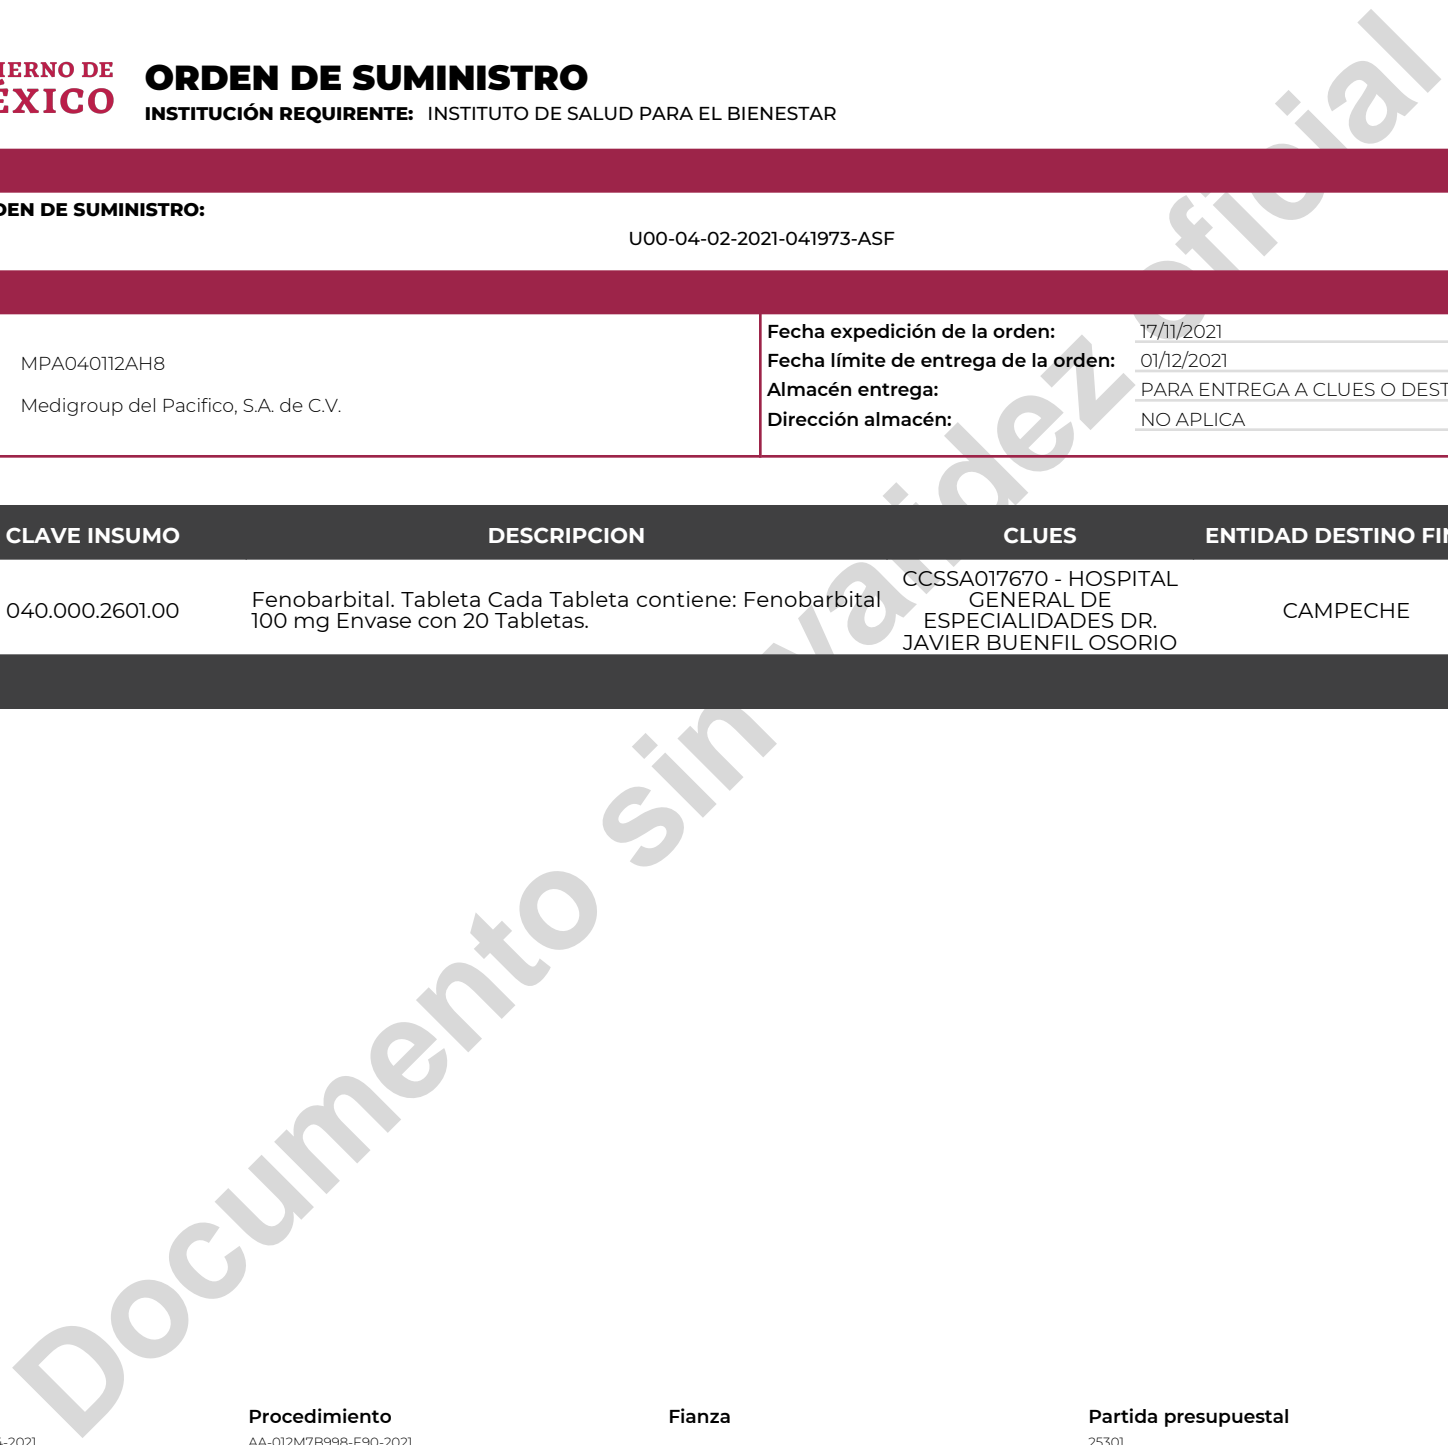 IERNO DE
ÉXICO
ORDEN DE SUMINISTRO
INSTITUCIÓN REQUIRENTE: INSTITUTO DE SALUD PARA EL BIENESTAR
DEN DE SUMINISTRO:
U00-04-02-2021-041973-ASF
MPA040112AH8
Medigroup del Pacifico, S.A. de C.V.
Fecha expedición de la orden: 17/11/2021
Fecha límite de entrega de la orden: 01/12/2021
Almacén entrega: PARA ENTREGA A CLUES O DEST
Dirección almacén: NO APLICA
CLAVE INSUMO DESCRIPCION CLUES ENTIDAD DESTINO FIN
040.000.2601.00
Fenobarbital. Tableta Cada Tableta contiene: Fenobarbital
100 mg Envase con 20 Tabletas.
CCSSA017670 - HOSPITAL
GENERAL DE
ESPECIALIDADES DR.
JAVIER BUENFIL OSORIO
CAMPECHE
Documento sin validez oficial
Procedimiento Fianza Partida presupuestal
-2021 AA-012M7B998-E90-2021 25301